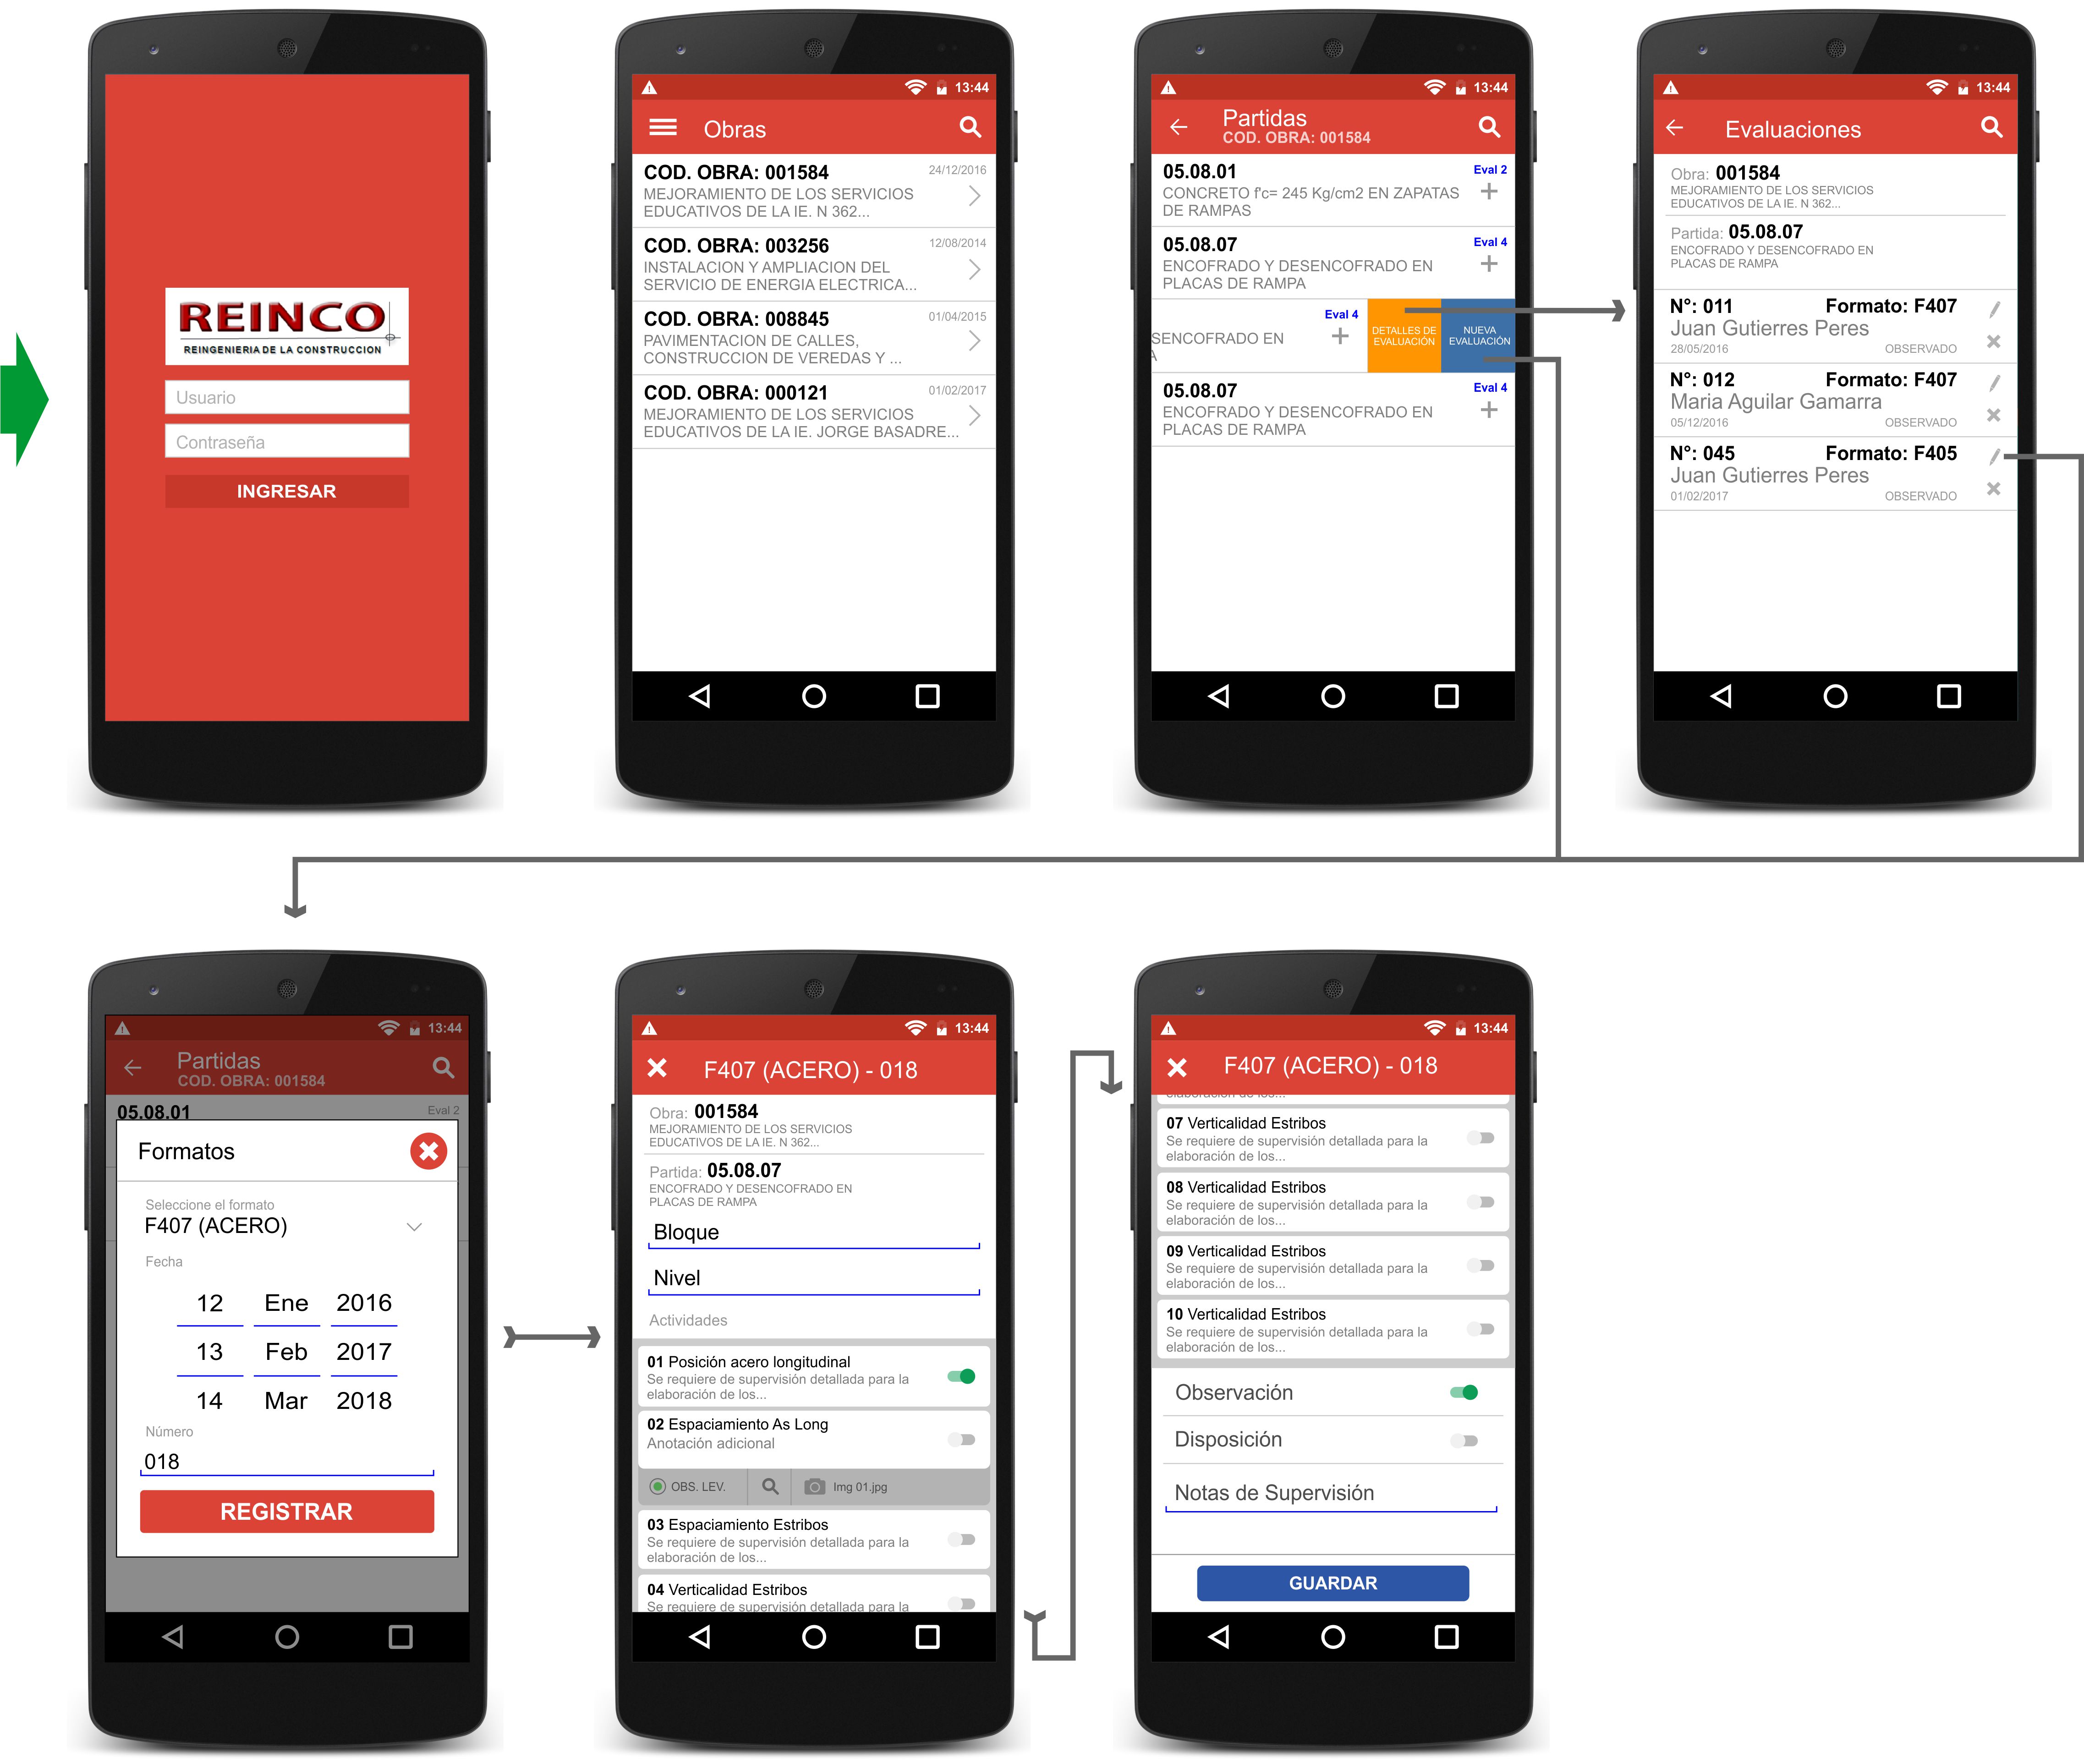 REINCO
REINGENIERIA DE LA CONSTRUCCION
Usuario
Contraseña
INGRESAR
13:44
Obras
COD. OBRA: 001584
24/12/2016
MEJORAMIENTO DE LOS SERVICIOS
EDUCATIVOS DE LA IE. N 362...
COD. OBRA: 003256
12/08/2014
INSTALACION Y AMPLIACION DEL
SERVICIO DE ENERGIA ELECTRICA...
COD. OBRA: 008845
01/04/2015
PAVIMENTACION DE CALLES,
CONSTRUCCION DE VEREDAS Y ...
COD. OBRA: 000121
01/02/2017
MEJORAMIENTO DE LOS SERVICIOS
EDUCATIVOS DE LA IE. JORGE BASADRE...
13:44
Partidas
COD. OBRA: 001584
05.08.01
Eval 2
CONCRETO f'c= 245 Kg/cm2 EN ZAPATAS
DE RAMPAS
05.08.07
Eval 4
ENCOFRADO Y DESENCOFRADO EN
PLACAS DE RAMPA
Eval 4
SENCOFRADO EN
A
DETALLES DE
EVALUACIÓN
NUEVA
EVALUACIÓN
05.08.07
Eval 4
ENCOFRADO Y DESENCOFRADO EN
PLACAS DE RAMPA
13:44
Evaluaciones
Obra: 001584
MEJORAMIENTO DE LOS SERVICIOS
EDUCATIVOS DE LA IE. N 362...
Partida: 05.08.07
ENCOFRADO Y DESENCOFRADO EN
PLACAS DE RAMPA
N°: 011 Formato: F407
Juan Gutierres Peres
28/05/2016 OBSERVADO
N°: 012 Formato: F407
Maria Aguilar Gamarra
05/12/2016 OBSERVADO
N°: 045 Formato: F405
Juan Gutierres Peres
01/02/2017 OBSERVADO
13:44
Partidas
COD. OBRA: 001584
05.08.01
Eval 2
Formatos
Seleccione el formato
F407 (ACERO)
Fecha
12 Ene 2016
13 Feb 2017
14 Mar 2018
Número
018
REGISTRAR
13:44
F407 (ACERO) - 018
Obra: 001584
MEJORAMIENTO DE LOS SERVICIOS
EDUCATIVOS DE LA IE. N 362...
Partida: 05.08.07
ENCOFRADO Y DESENCOFRADO EN
PLACAS DE RAMPA
Bloque
Nivel
Actividades
01 Posición acero longitudinal
Se requiere de supervisión detallada para la
elaboración de los...
02 Espaciamiento As Long
Anotación adicional
OBS. LEV.
Img 01.jpg
03 Espaciamiento Estribos
Se requiere de supervisión detallada para la
elaboración de los...
04 Verticalidad Estribos
Se requiere de supervisión detallada para la
13:44
F407 (ACERO) - 018
elaboración de los...
07 Verticalidad Estribos
Se requiere de supervisión detallada para la
elaboración de los...
08 Verticalidad Estribos
Se requiere de supervisión detallada para la
elaboración de los...
09 Verticalidad Estribos
Se requiere de supervisión detallada para la
elaboración de los...
10 Verticalidad Estribos
Se requiere de supervisión detallada para la
elaboración de los...
Observación
Disposición
Notas de Supervisión
GUARDAR